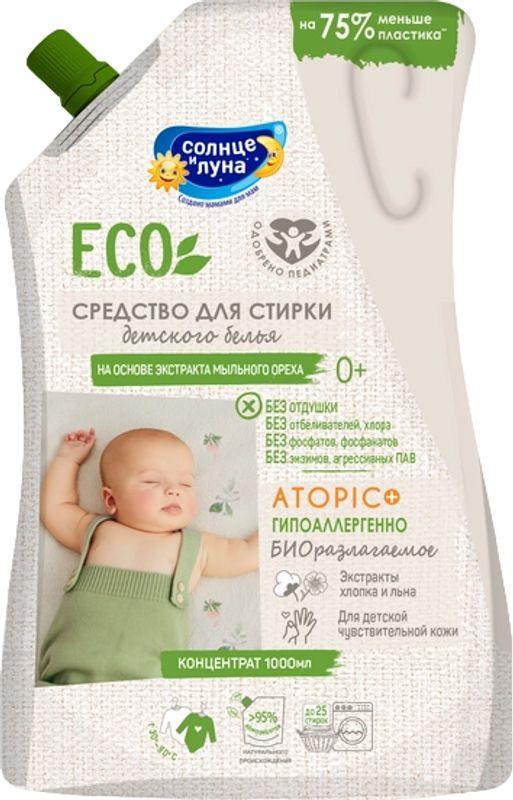 на 75% меньше
пластика**
солнце
и
луна®
Создано мамами для мам
ECO
ОДОБРЕНО ПЕДИАТРАМИ
СРЕДСТВО ДЛЯ СТИРКИ
детского белья
НА ОСНОВЕ ЭКСТРАКТА МЫЛЬНОГО ОРЕХА
0+
БЕЗ ОТДУШКИ
БЕЗ отбеливателей, хлора
БЕЗ фосфатов, фосфанатов
БЕЗ энзимов, агрессивных ПАВ
ATOPIC+
ГИПОАЛЛЕРГЕННО
БИОразлагаемое
Экстракты
хлопка и льна
Для детской
чувствительной кожи
КОНЦЕНТРАТ 1000мл
>95%
НАТУРАЛЬНОГО
ПРОИСХОЖДЕНИЯ
до 25
стирок